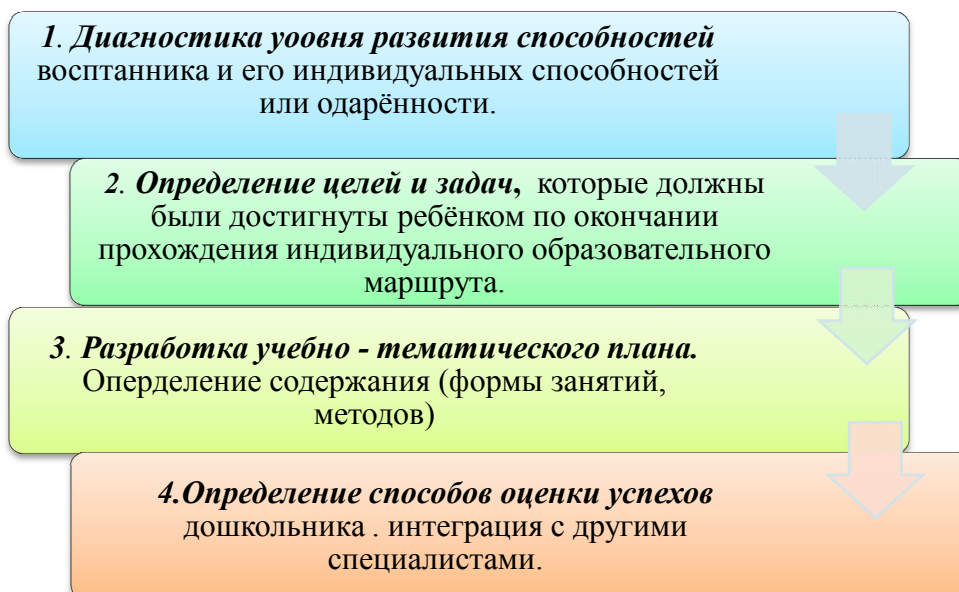 1. Диагностика уоовня развития способностей
восптанника и его индивидуальных способностей
или одарённости.
2. Определение целей и задач, которые должны
были достигнуты ребёнком по окончании
прохождения индивидуального образовательного
маршрута.
3. Разработка учебно - тематического плана.
Оперделение содержания (формы занятий,
методов)
4.Определение способов оценки успехов
дошкольника . интеграция с другими
специалистами.